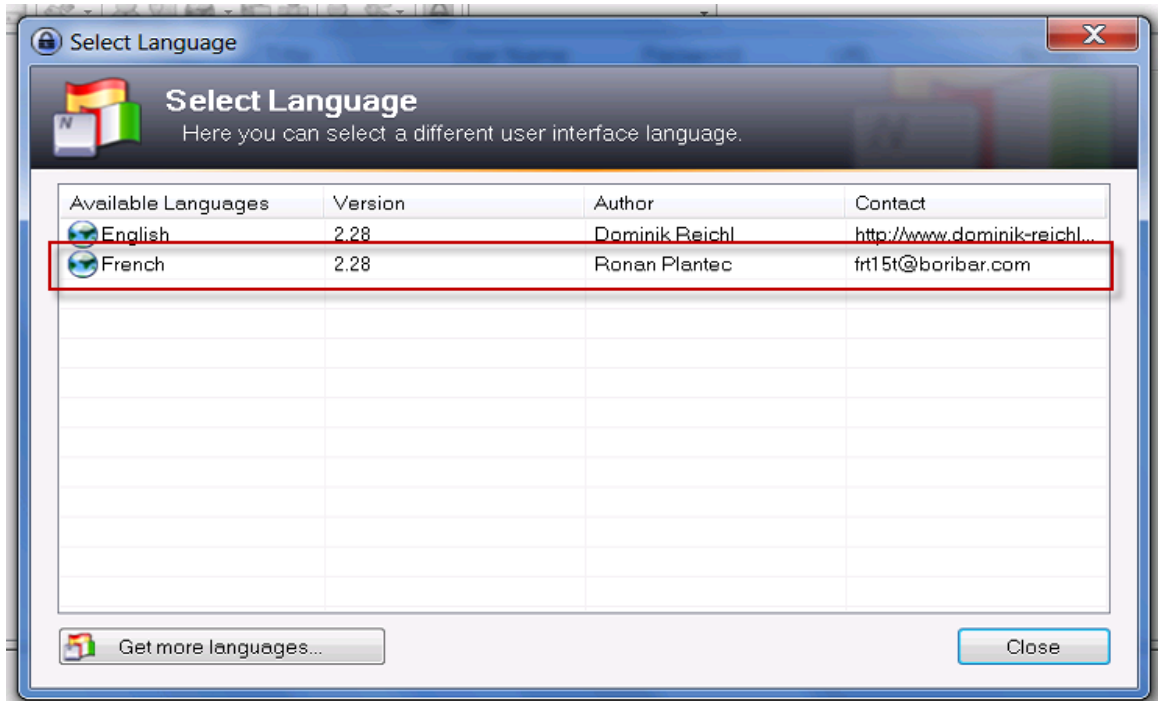 Select Language
Select Language
Here you can select a different user interface language.
Available Languages Version Author Contact
English 2.28 Dominik Reichl http://www.dominik-reichl...
French 2.28 Ronan Plantec frt15t@boribar.com
Get more languages... Close